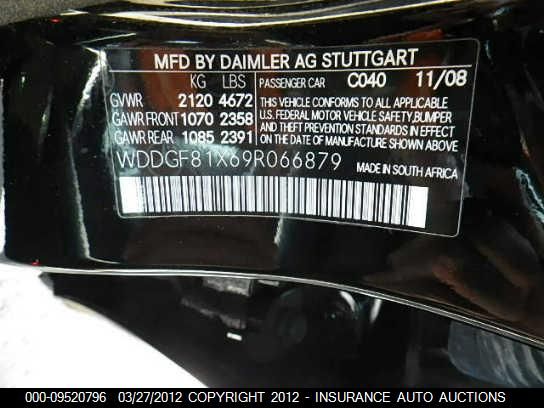 MFD BY DAIMLER AG STUTTGART
KG LBS PASSENGER CAR C040 11/08
GVWR 2120 4672 THIS VEHICLE CONFORMS TO ALL APPLICABLE
GAWR FRONT 1070 2358 U.S. FEDERAL MOTOR VEHICLE SAFETY,BUMPER,
GAWR REAR 1085 2391 AND THEFT PREVENTION STANDARDS IN EFFECT ON THE DATE OF MANUFACTURE SHOWN ABOVE.
WDDGF81X69R066879 MADE IN SOUTH AFRICA
000-09520796 03/27/2012 COPYRIGHT 2012 - INSURANCE AUTO AUCTIONS